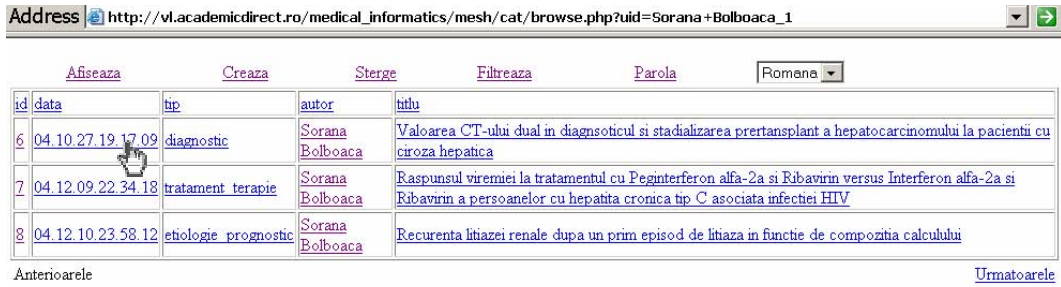 Address http://vl.academicdirect.ro/medical_informatics/mesh/cat/browse.php?uid=Sorana+Bolboaca_1
Afiseaza Creaza Sterge Filtreaza Parola Romana
id data tip autor titlu
6 04.10.27.19.17.09 diagnostic Sorana Bolboaca Valoarea CT-ului dual in diagnsoticul si stadializarea prertansplant a hepatocarcinomului la pacientii cu
ciroza hepatica
7 04.12.09.22.34.18 tratament_terapie Sorana Bolboaca Raspunsul viremiei la tratamentul cu Peginterferon alfa-2a si Ribavirin versus Interferon alfa-2a si
Ribavirin a persoanelor cu hepatita cronica tip C asociata infectiei HIV
8 04.12.10.23.58.12 etiologie_prognostic Sorana Bolboaca Recurenta litiazei renale dupa un prim episod de litiaza in functie de compozitia calculului
Anterioarele Urmatoarele